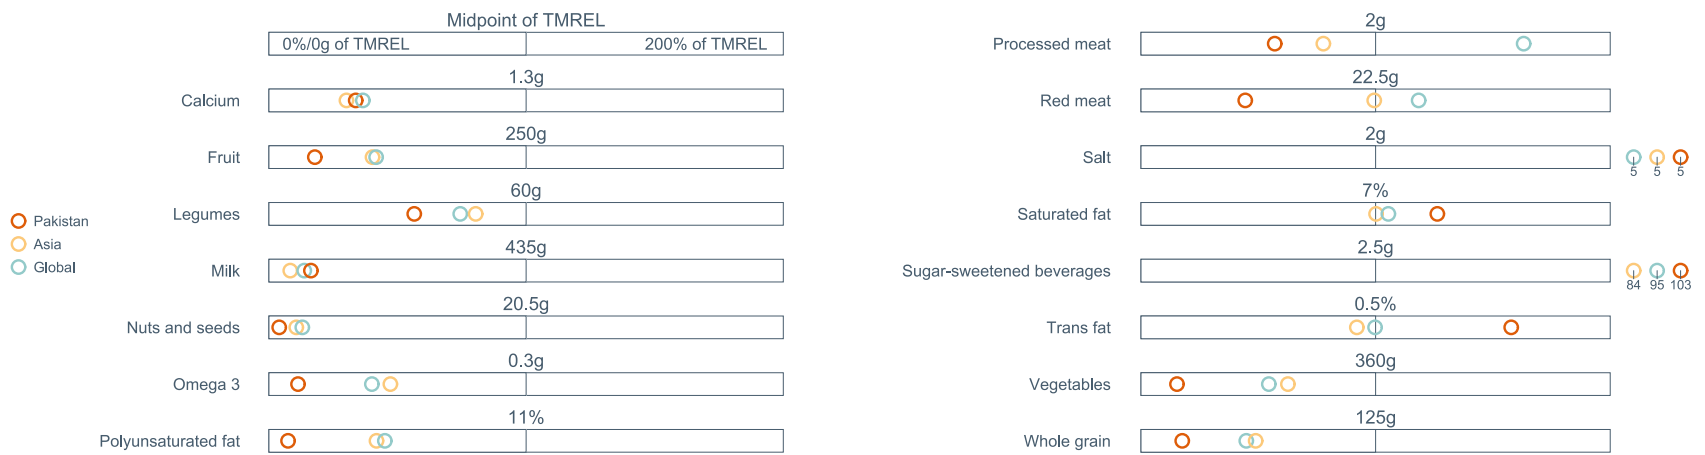 Midpoint of TMREL
0%/0g of TMREL
200% of TMREL
1.3g
Calcium
250g
Fruit
60g
Legumes
435g
Milk
20.5g
Nuts and seeds
0.3g
Omega 3
11%
Polyunsaturated fat
Pakistan
Asia
Global
2g
Processed meat
22.5g
Red meat
2g
Salt
5 5 5
7%
Saturated fat
2.5g
Sugar-sweetened beverages
84 95 103
0.5%
Trans fat
360g
Vegetables
125g
Whole grain